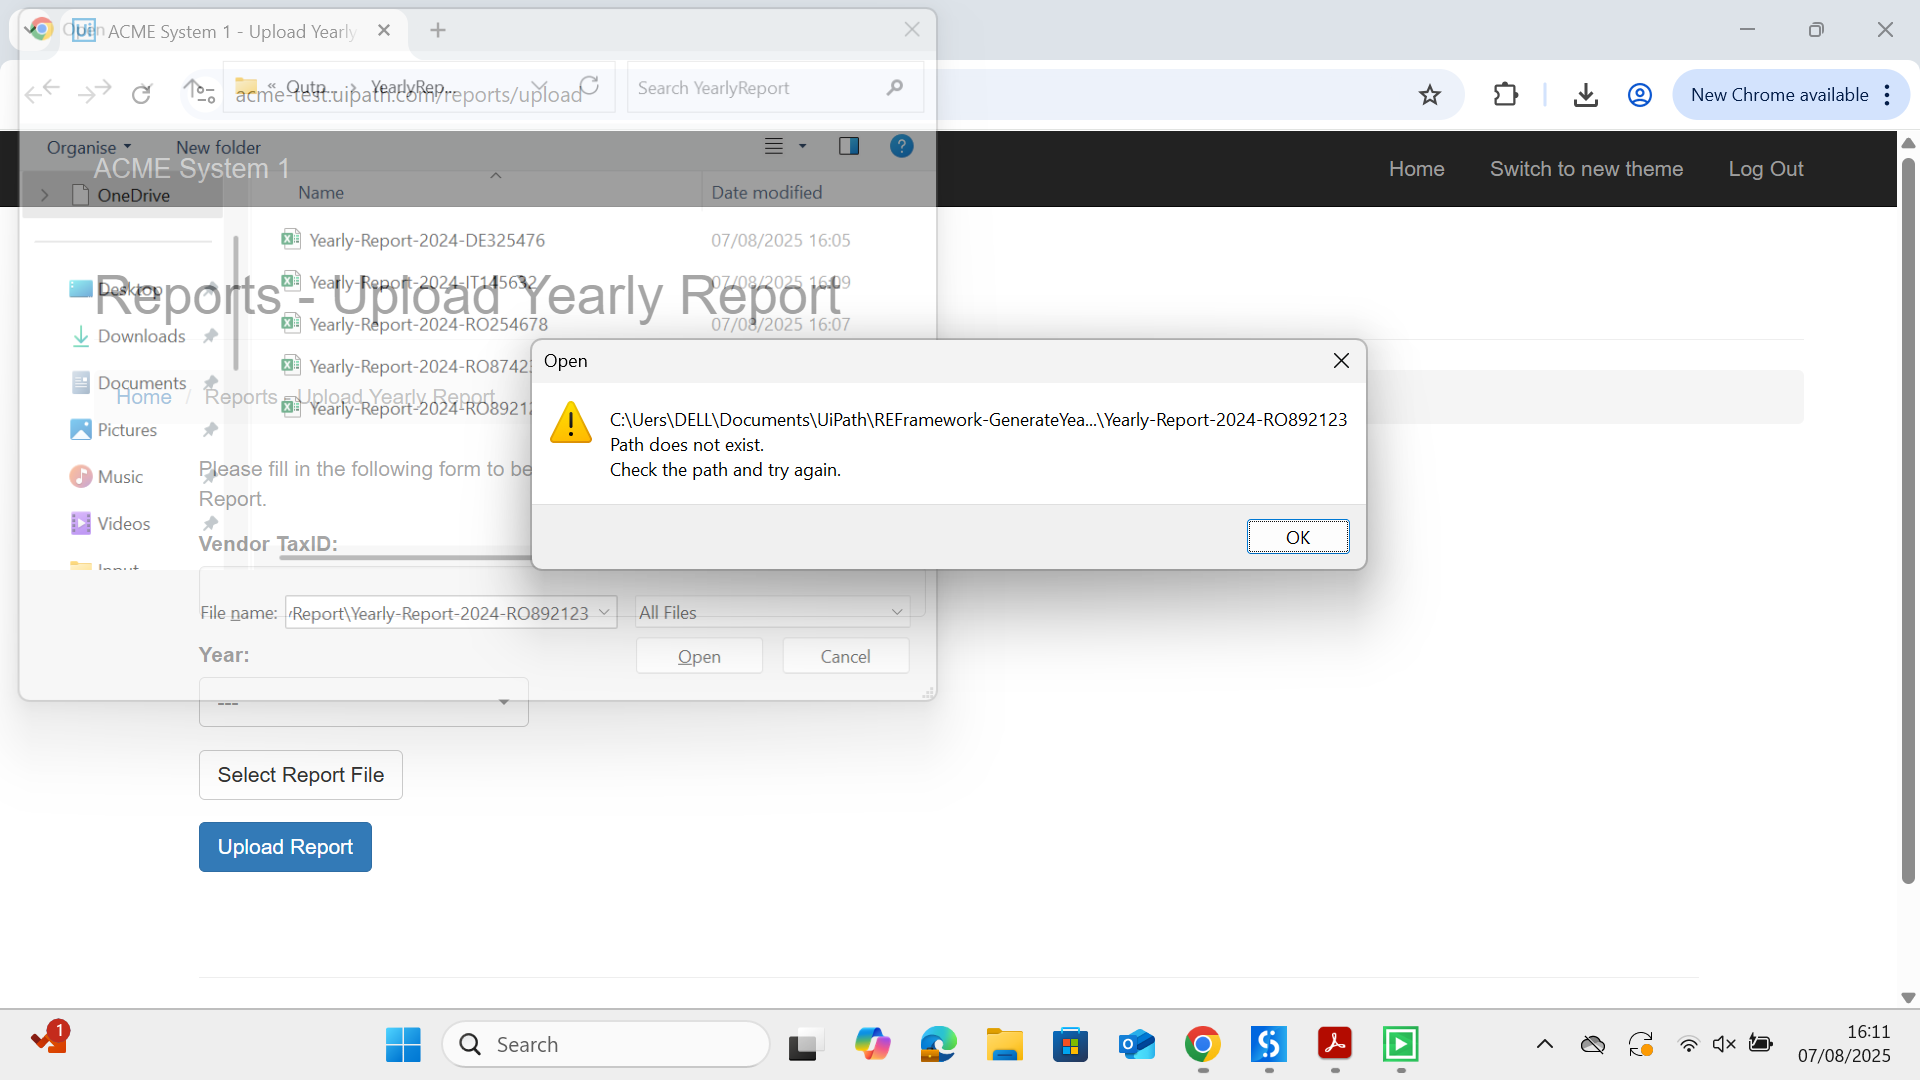 Open
ACME System 1 - Upload Yearly
« Outp... › YearlyRep...
Search YearlyReport
acme-test.uipath.com/reports/upload
New Chrome available
Organise
New folder
ACME System 1
Home
Switch to new theme
Log Out
OneDrive
Name
Date modified
Yearly-Report-2024-DE325476
07/08/2025 16:05
Yearly-Report-2024-IT145632
07/08/2025 16:09
Yearly-Report-2024-RO254678
07/08/2025 16:07
Yearly-Report-2024-RO8742
Yearly-Report-2024-RO8921
Desktop
Downloads
Documents
Pictures
Music
Videos
Input
Reports - Upload Yearly Report
Home / Reports / Upload Yearly Report
Please fill in the following form to be
Report.
Vendor TaxID:
Open
C:\Uers\DELL\Documents\UiPath\REFramework-GenerateYea...\Yearly-Report-2024-RO892123
Path does not exist.
Check the path and try again.
OK
File name:
Report\Yearly-Report-2024-RO892123
All Files
Open
Cancel
Year:
---
Select Report File
Upload Report
1
Search
16:11
07/08/2025